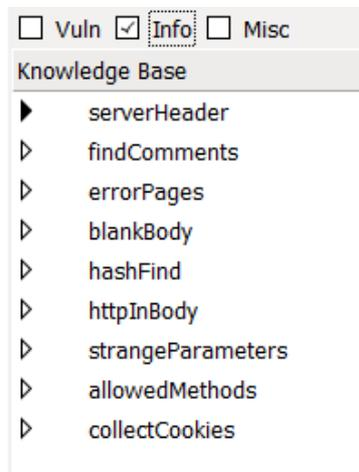 Vuln Info Misc
Knowledge Base
serverHeader
findComments
errorPages
blankBody
hashFind
httpInBody
strangeParameters
allowedMethods
collectCookies